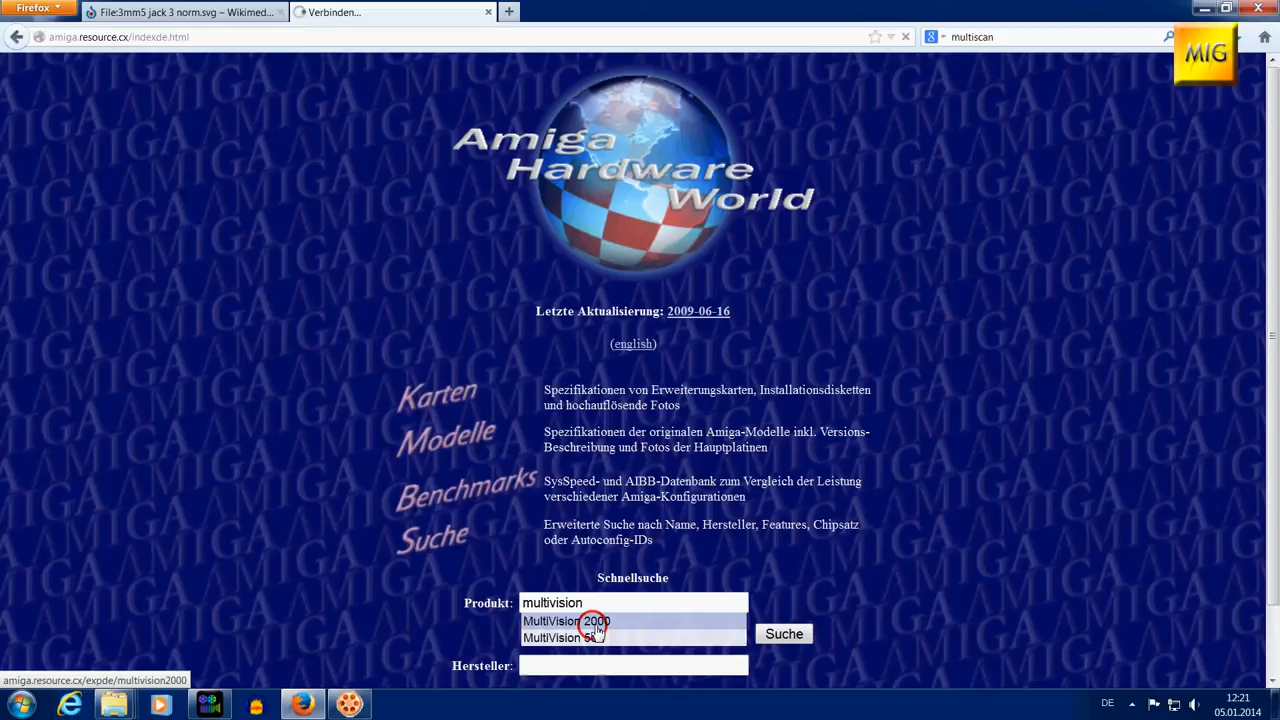 Firefox
File:3mm5 jack 3 norm.svg – Wikimed...
Verbinden...
amiga.resource.cx/indexde.html
multiscan
MIG
Amiga
Hardware
World
Letzte Aktualisierung: 2009-06-16
(english)
Karten
Spezifikationen von Erweiterungskarten, Installationsdisketten
und hochauflösende Fotos
Modelle
Spezifikationen der originalen Amiga-Modelle inkl. Versions-
Beschreibung und Fotos der Hauptplatinen
Benchmarks
SysSpeed- und AIBB-Datenbank zum Vergleich der Leistung
verschiedener Amiga-Konfigurationen
Suche
Erweiterte Suche nach Name, Hersteller, Features, Chipsatz
oder Autoconfig-IDs
Schnellsuche
Produkt: multivision
MultiVision 2000
MultiVision
Suche
Hersteller:
amiga.resource.cx/expde/multivision2000
DE
12:21
05.01.2014